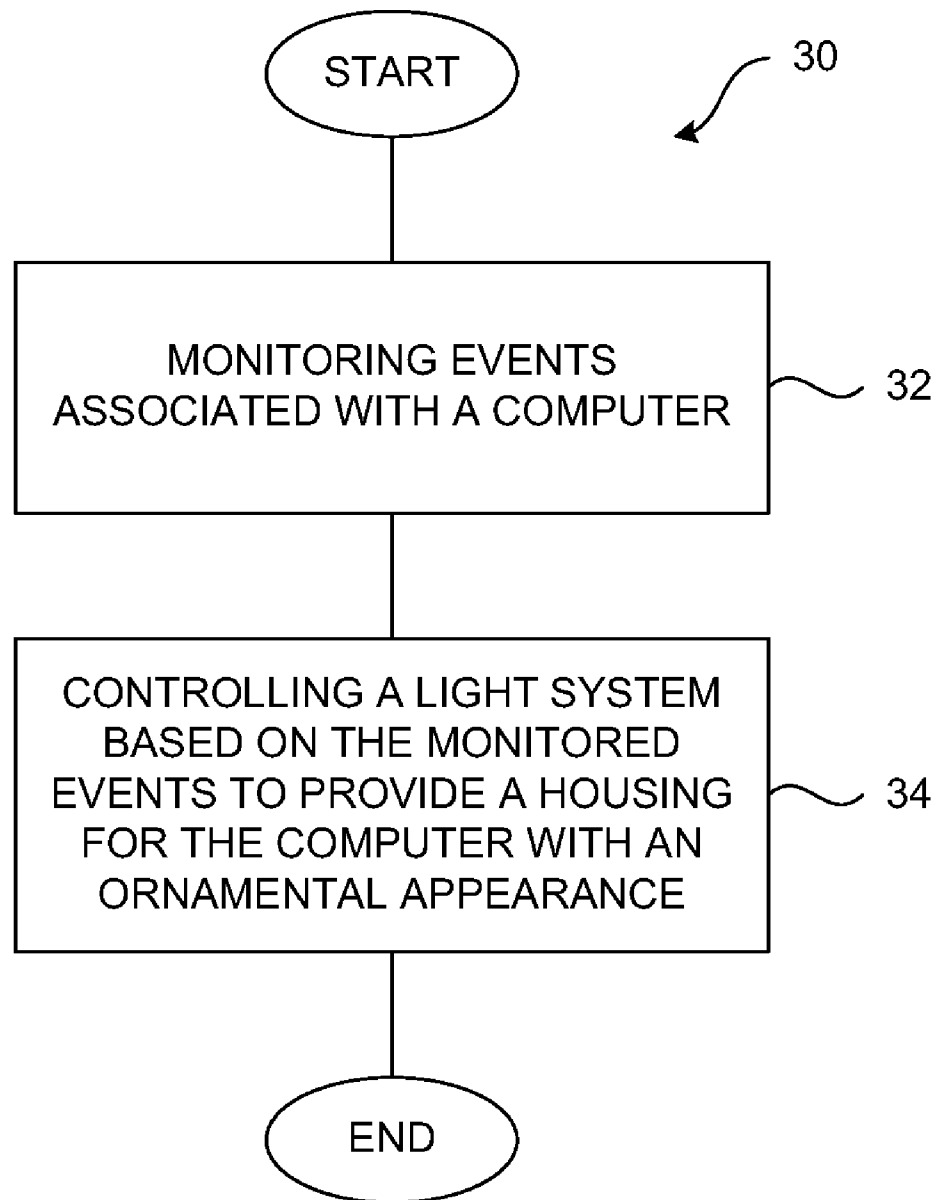 START
30
MONITORING EVENTS
ASSOCIATED WITH A COMPUTER
32
CONTROLLING A LIGHT SYSTEM
BASED ON THE MONITORED
EVENTS TO PROVIDE A HOUSING
FOR THE COMPUTER WITH AN
ORNAMENTAL APPEARANCE
34
END